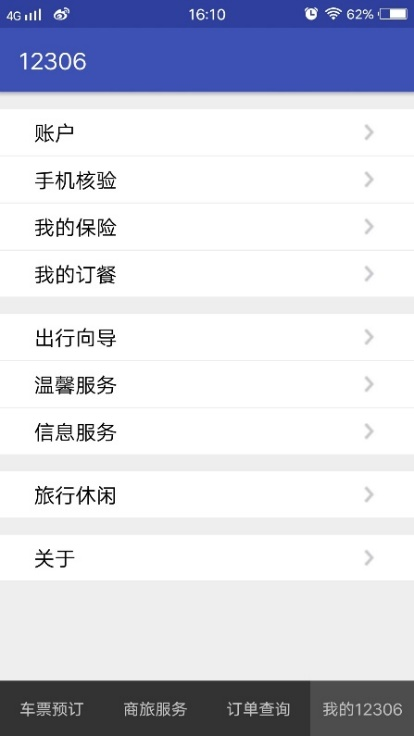 4G 16:10 62%
12306
账户
手机核验
我的保险
我的订餐
出行向导
温馨服务
信息服务
旅行休闲
关于
车票预订 商旅服务 订单查询 我的12306